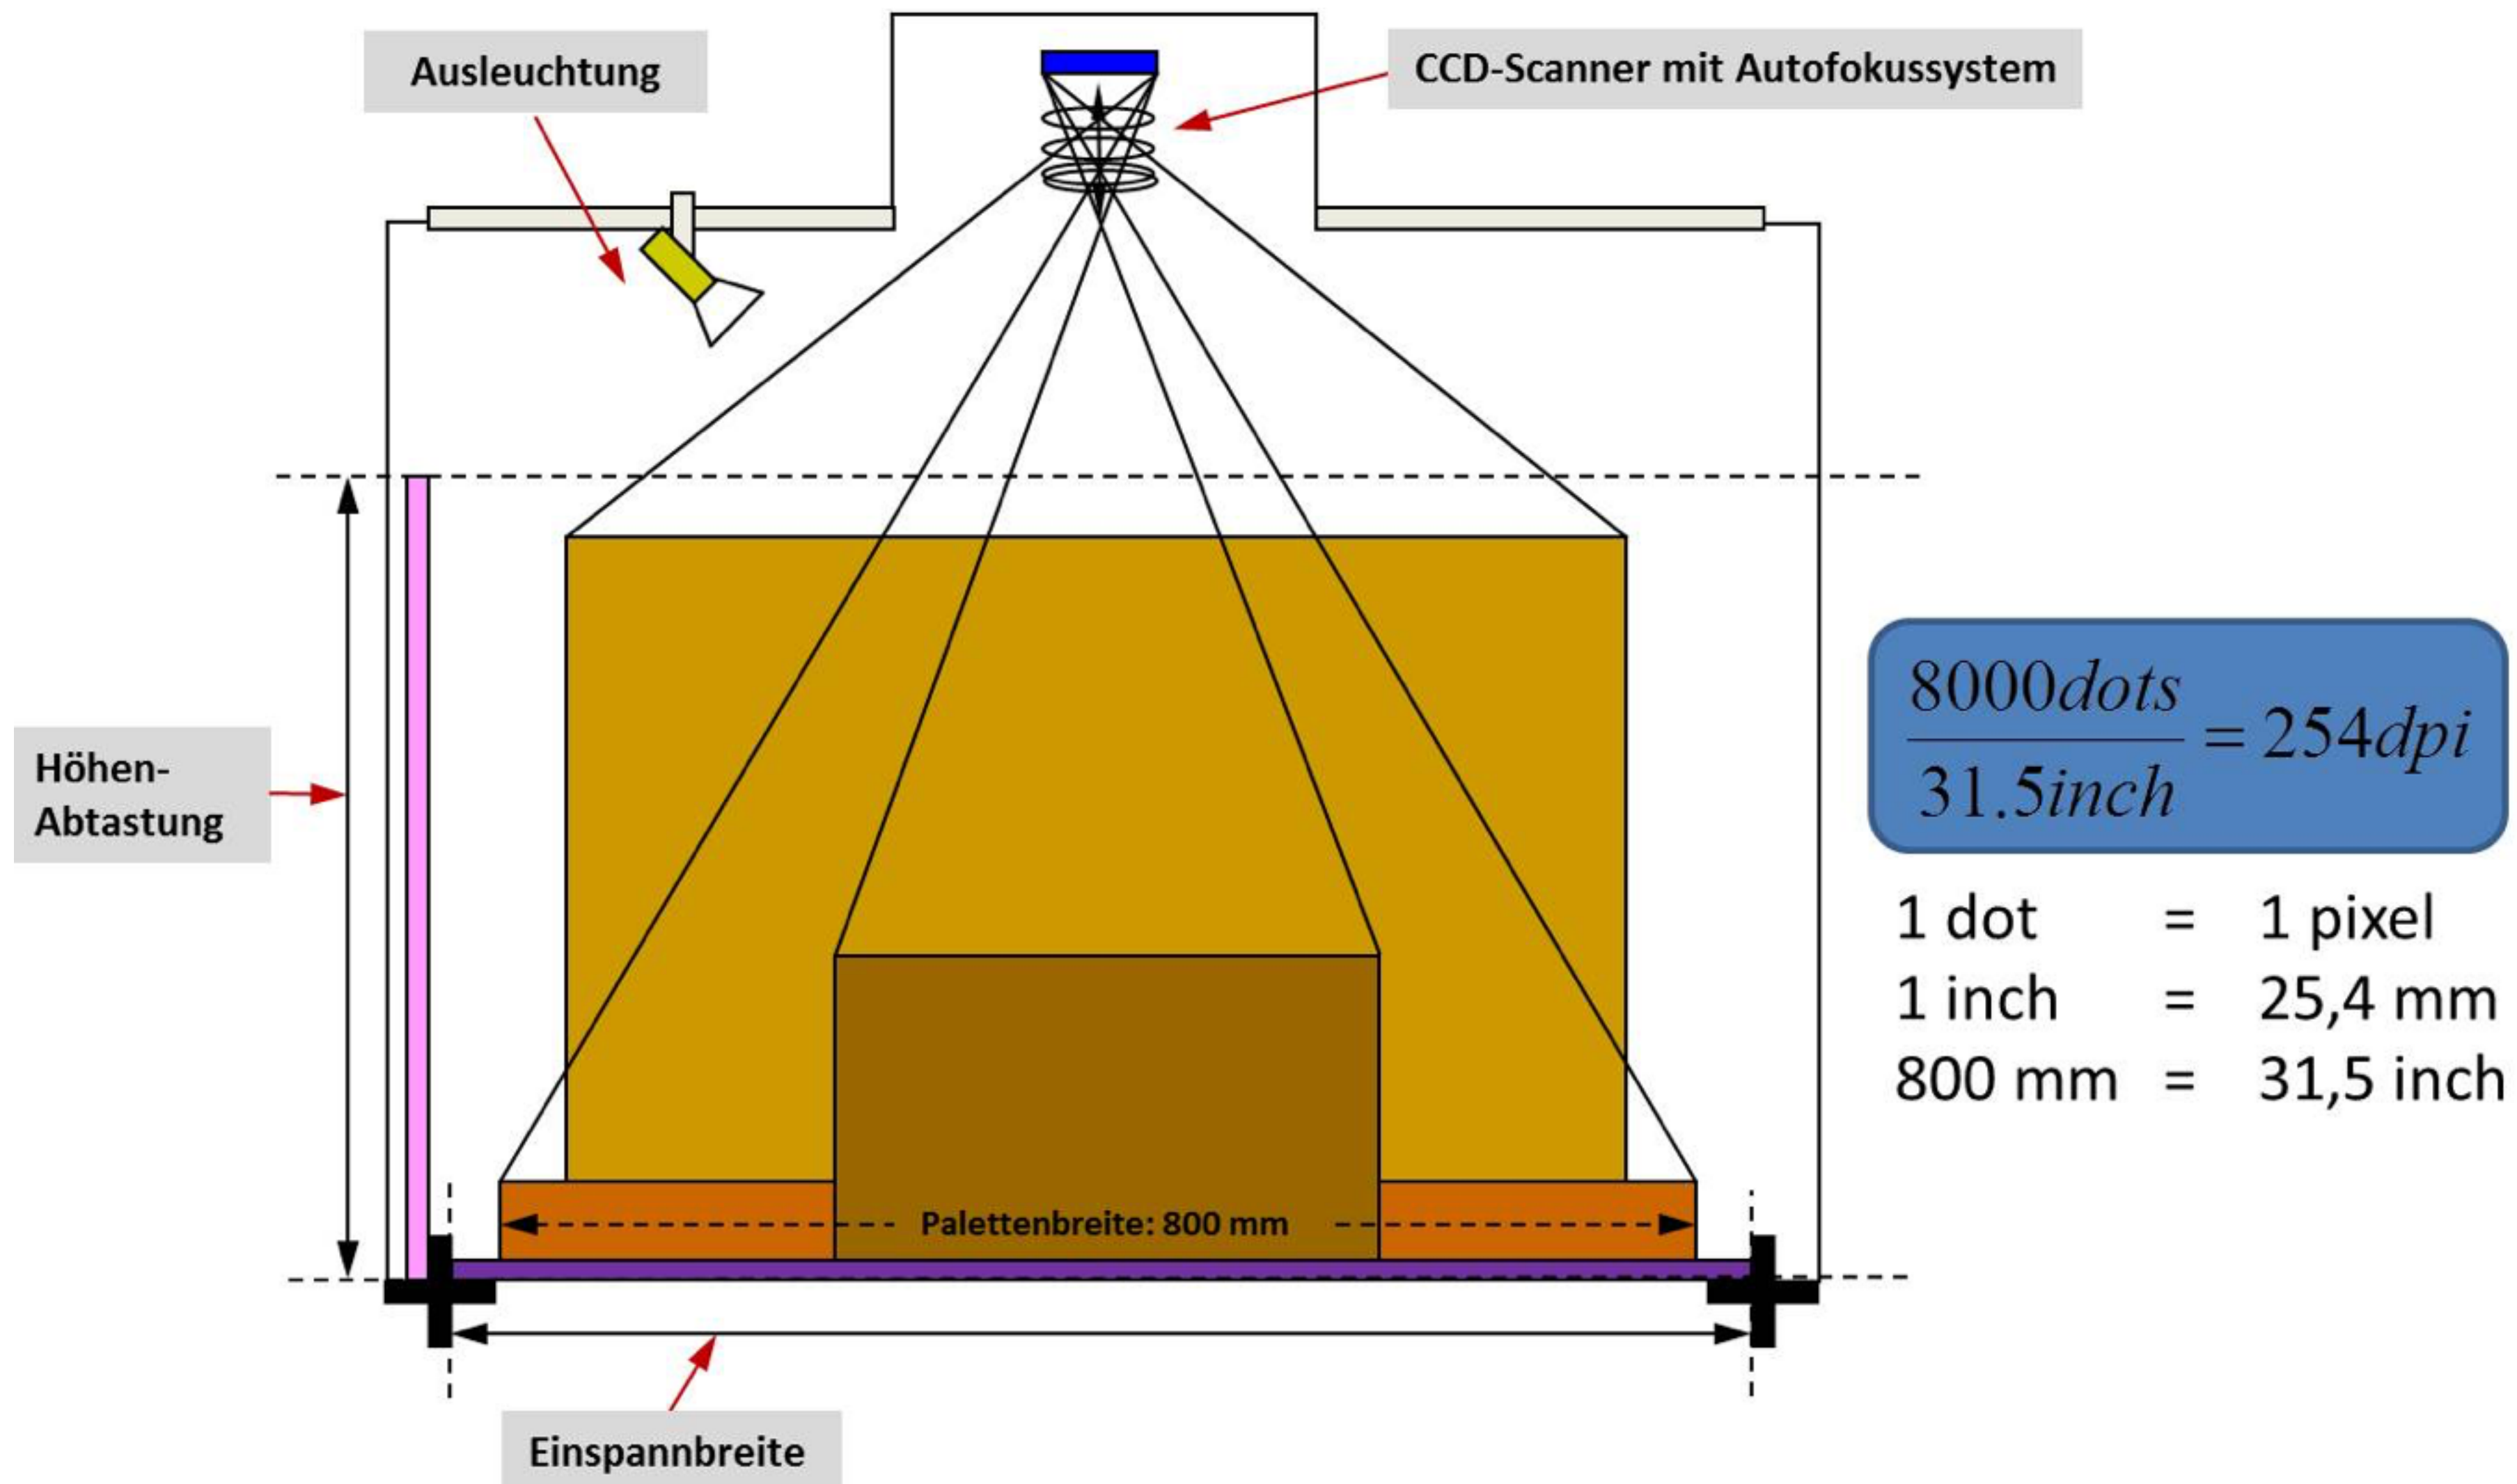 Ausleuchtung
CCD-Scanner mit Autofokussystem
Höhen-
Abtastung
8000dots
31.5inch
= 254dpi
1 dot = 1 pixel
1 inch = 25,4 mm
800 mm = 31,5 inch
Palettenbreite: 800 mm
Einspannbreite